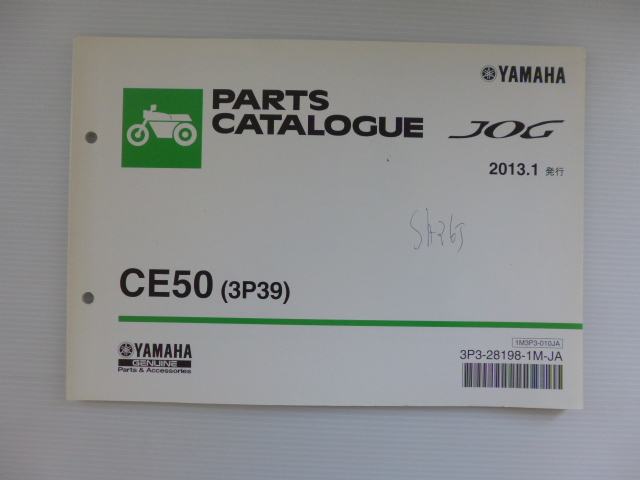 YAMAHA
PARTS
CATALOGUE
JOG
2013.1 発行
SA36J
CE50 (3P39)
YAMAHA
GENUINE
Parts & Accessories
1M3P3-010JA
3P3-28198-1M-JA